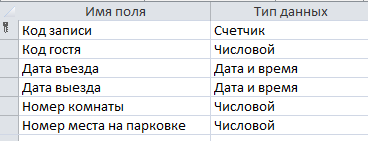 Имя поля Тип данных
Код записи Счетчик
Код гостя Числовой
Дата въезда Дата и время
Дата выезда Дата и время
Номер комнаты Числовой
Номер места на парковке Числовой